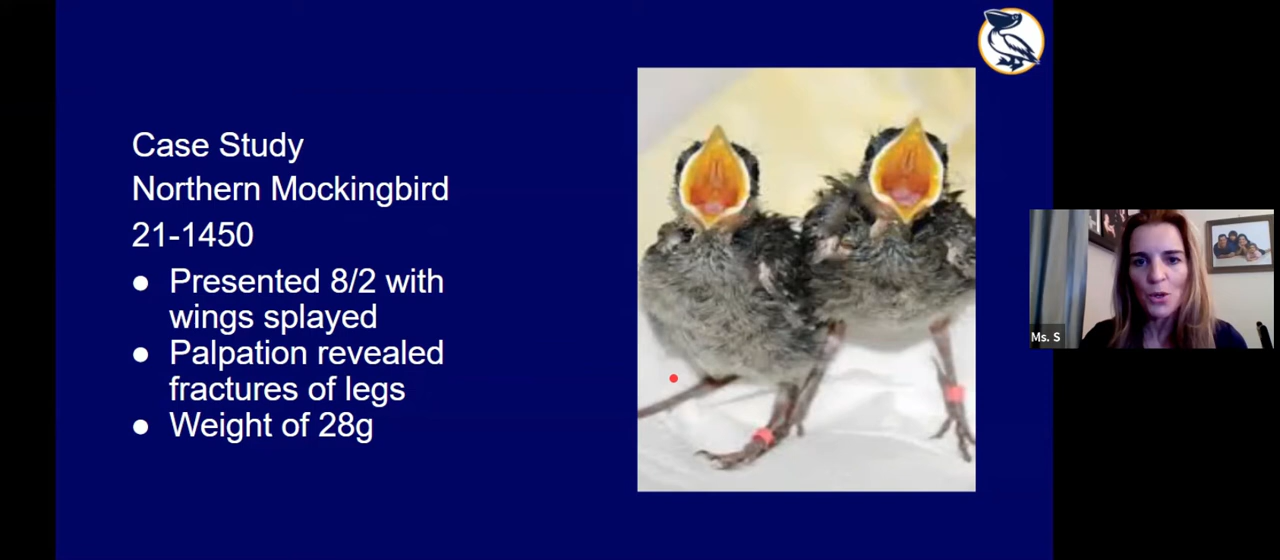 Case Study
Northern Mockingbird
21-1450
● Presented 8/2 with
wings splayed
● Palpation revealed
fractures of legs
● Weight of 28g
Ms. S